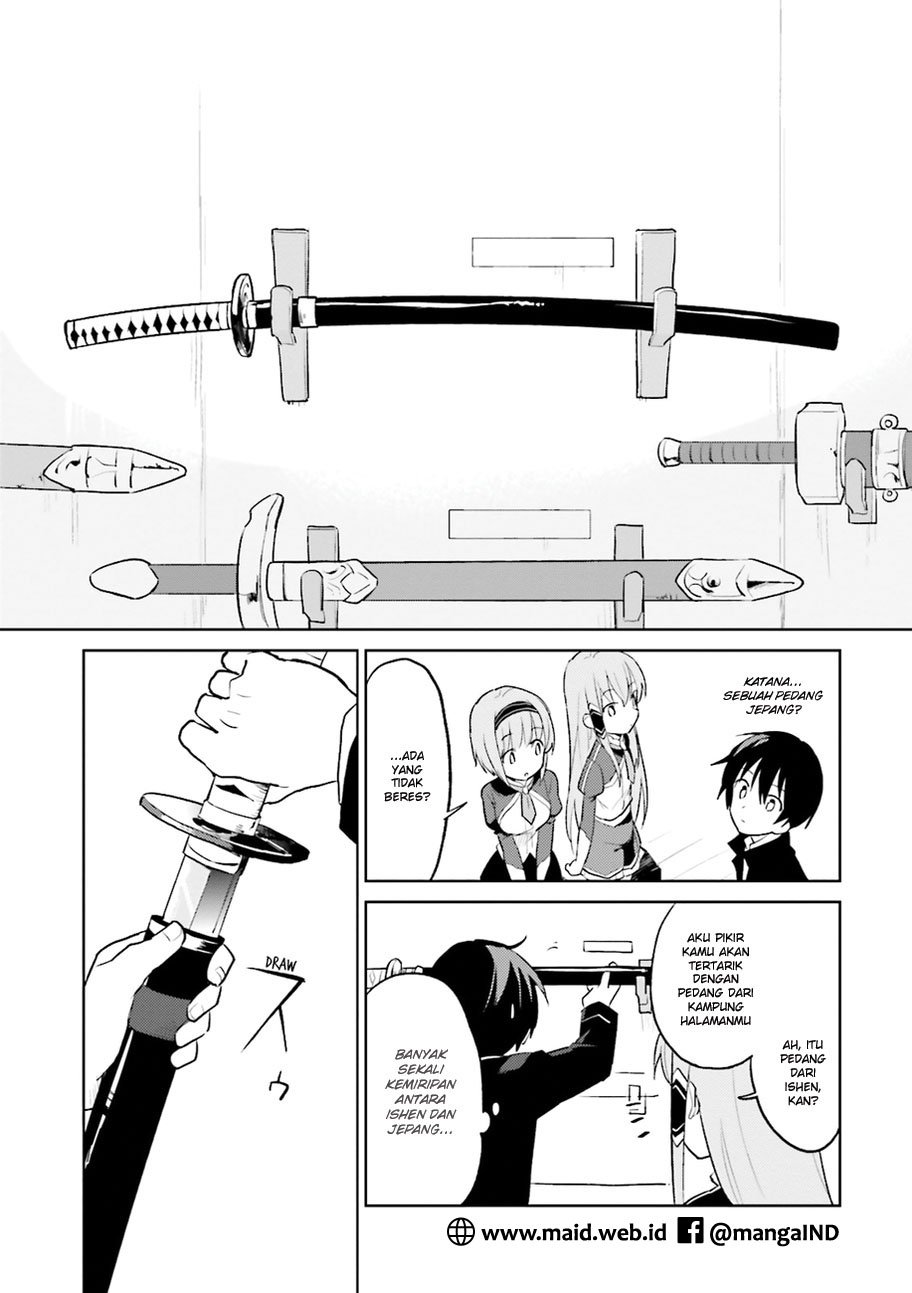 KATANA...
SEBUAH PEDANG
JEPANG?
...ADA
YANG
TIDAK
BERES?
AH, ITU
PEDANG
DARI
ISHEN,
KAN?
AKU PIKIR
KAMU AKAN
TERTARIK
DENGAN
PEDANG DARI
KAMPUNG
HALAMANMU
BANYAK
SEKALI
KEMIRIPAN
ANTARA
ISHEN DAN
JEPANG...
DRAW
ウ
www.maid.web.id @mangaIND